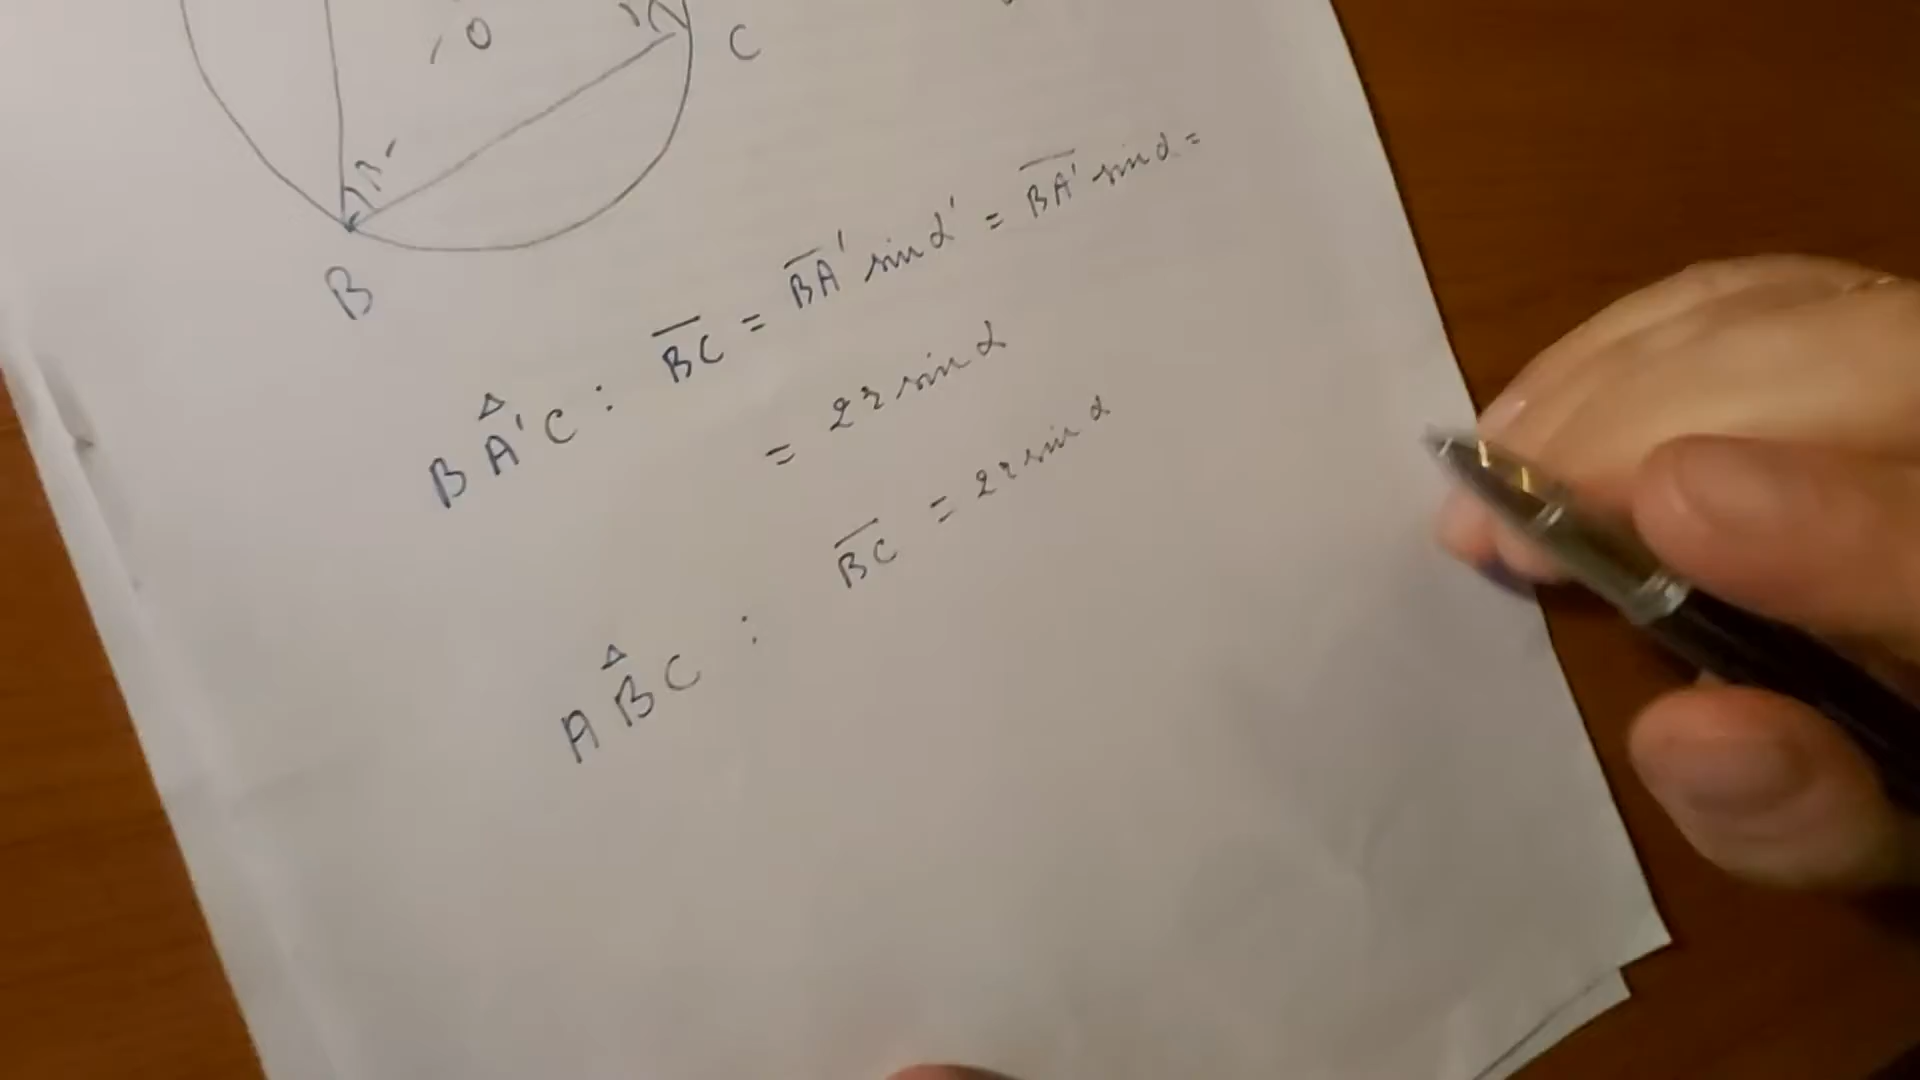 O
C
β
B
BA'C : BC = BA' sin α' = BA' sin α =
= 2r sin α
ABC : BC = 2r sin α